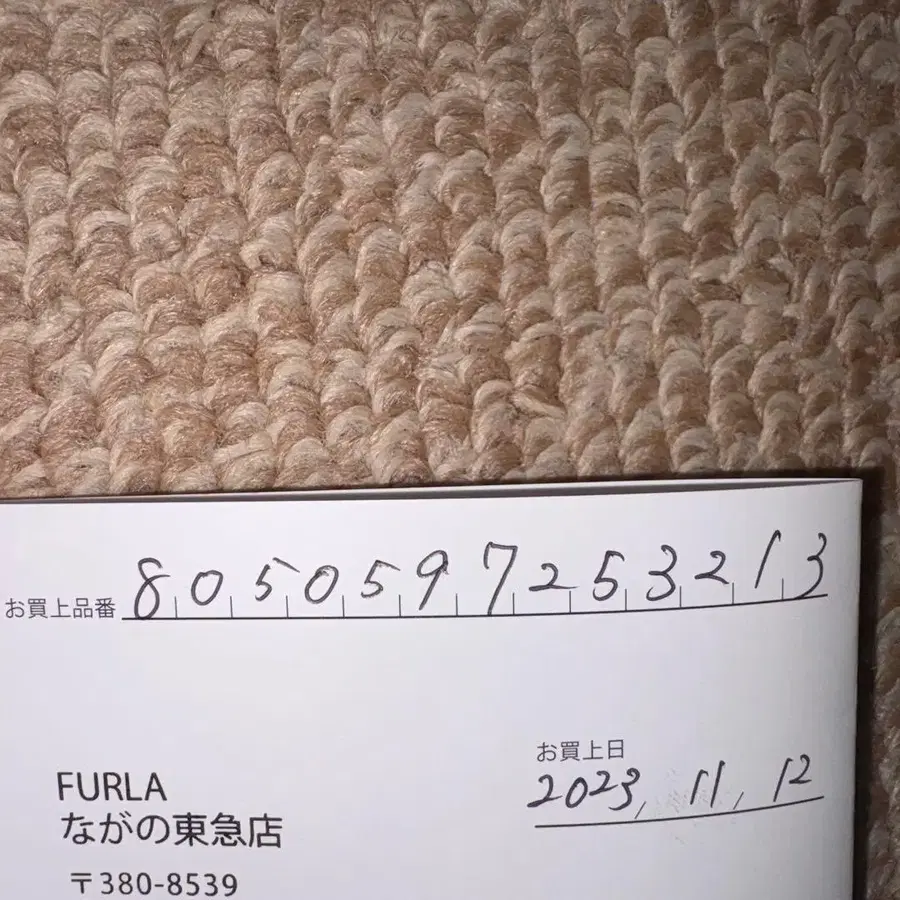 お買上品番 8050597253213
お買上日
2023, 11, 12
FURLA
ながの東急店
〒380-8539